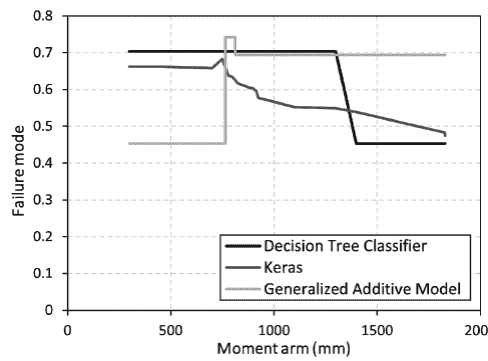 0.8
0.7
0.6
0.5
0.4
0.3
0.2
0.1
0
Failure mode
Decision Tree Classifier
Keras
Generalized Additive Model
0 500 1000 1500 2000
Moment arm (mm)